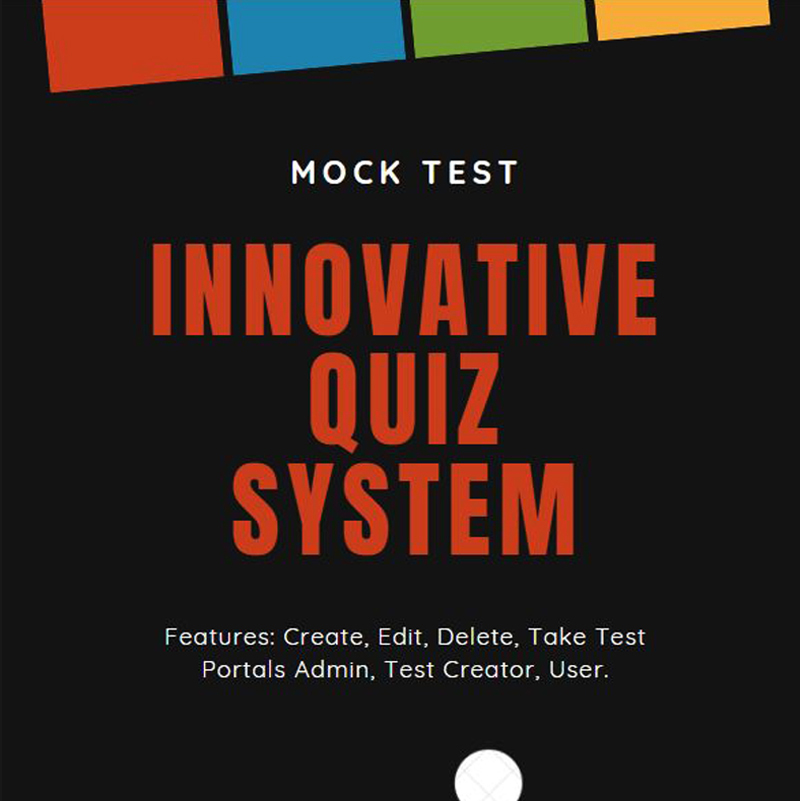 MOCK TEST
INNOVATIVE
QUIZ
SYSTEM
Features: Create, Edit, Delete, Take Test
Portals Admin, Test Creator, User.